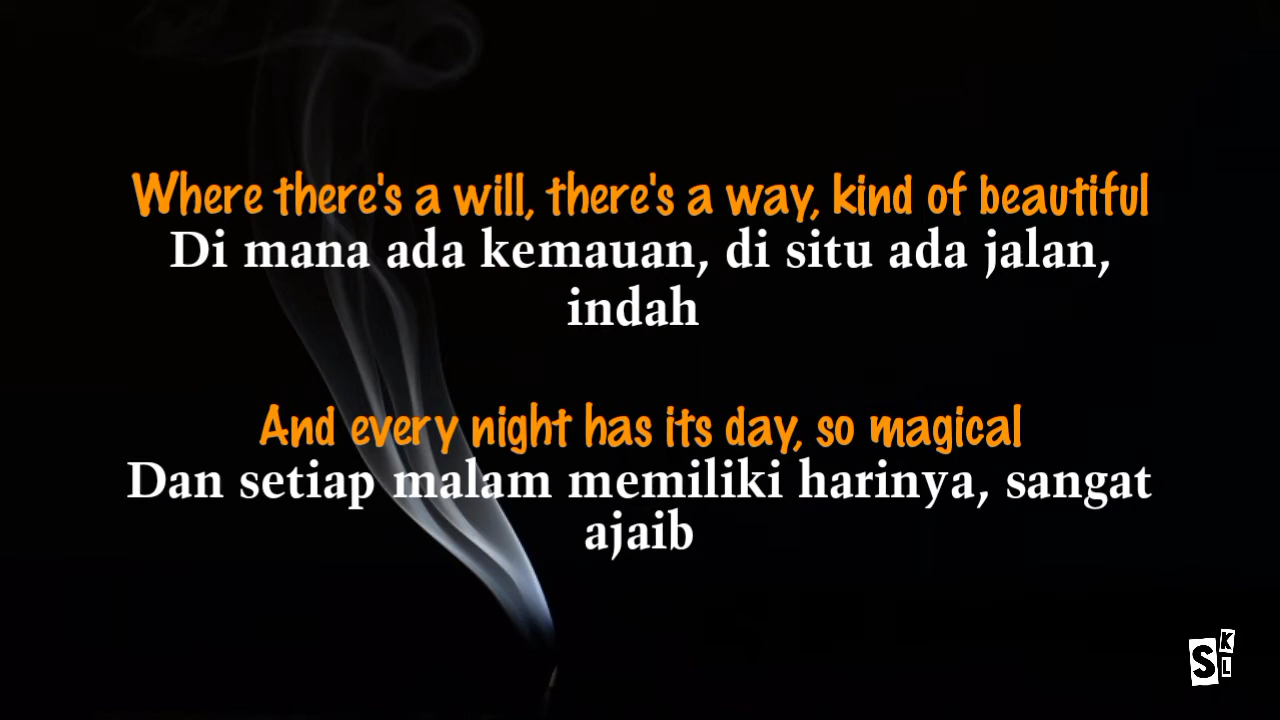 Where there's a will, there's a way, kind of beautiful
Di mana ada kemauan, di situ ada jalan,
indah
And every night has its day, so magical
Dan setiap malam memiliki harinya, sangat
ajaib
SKL